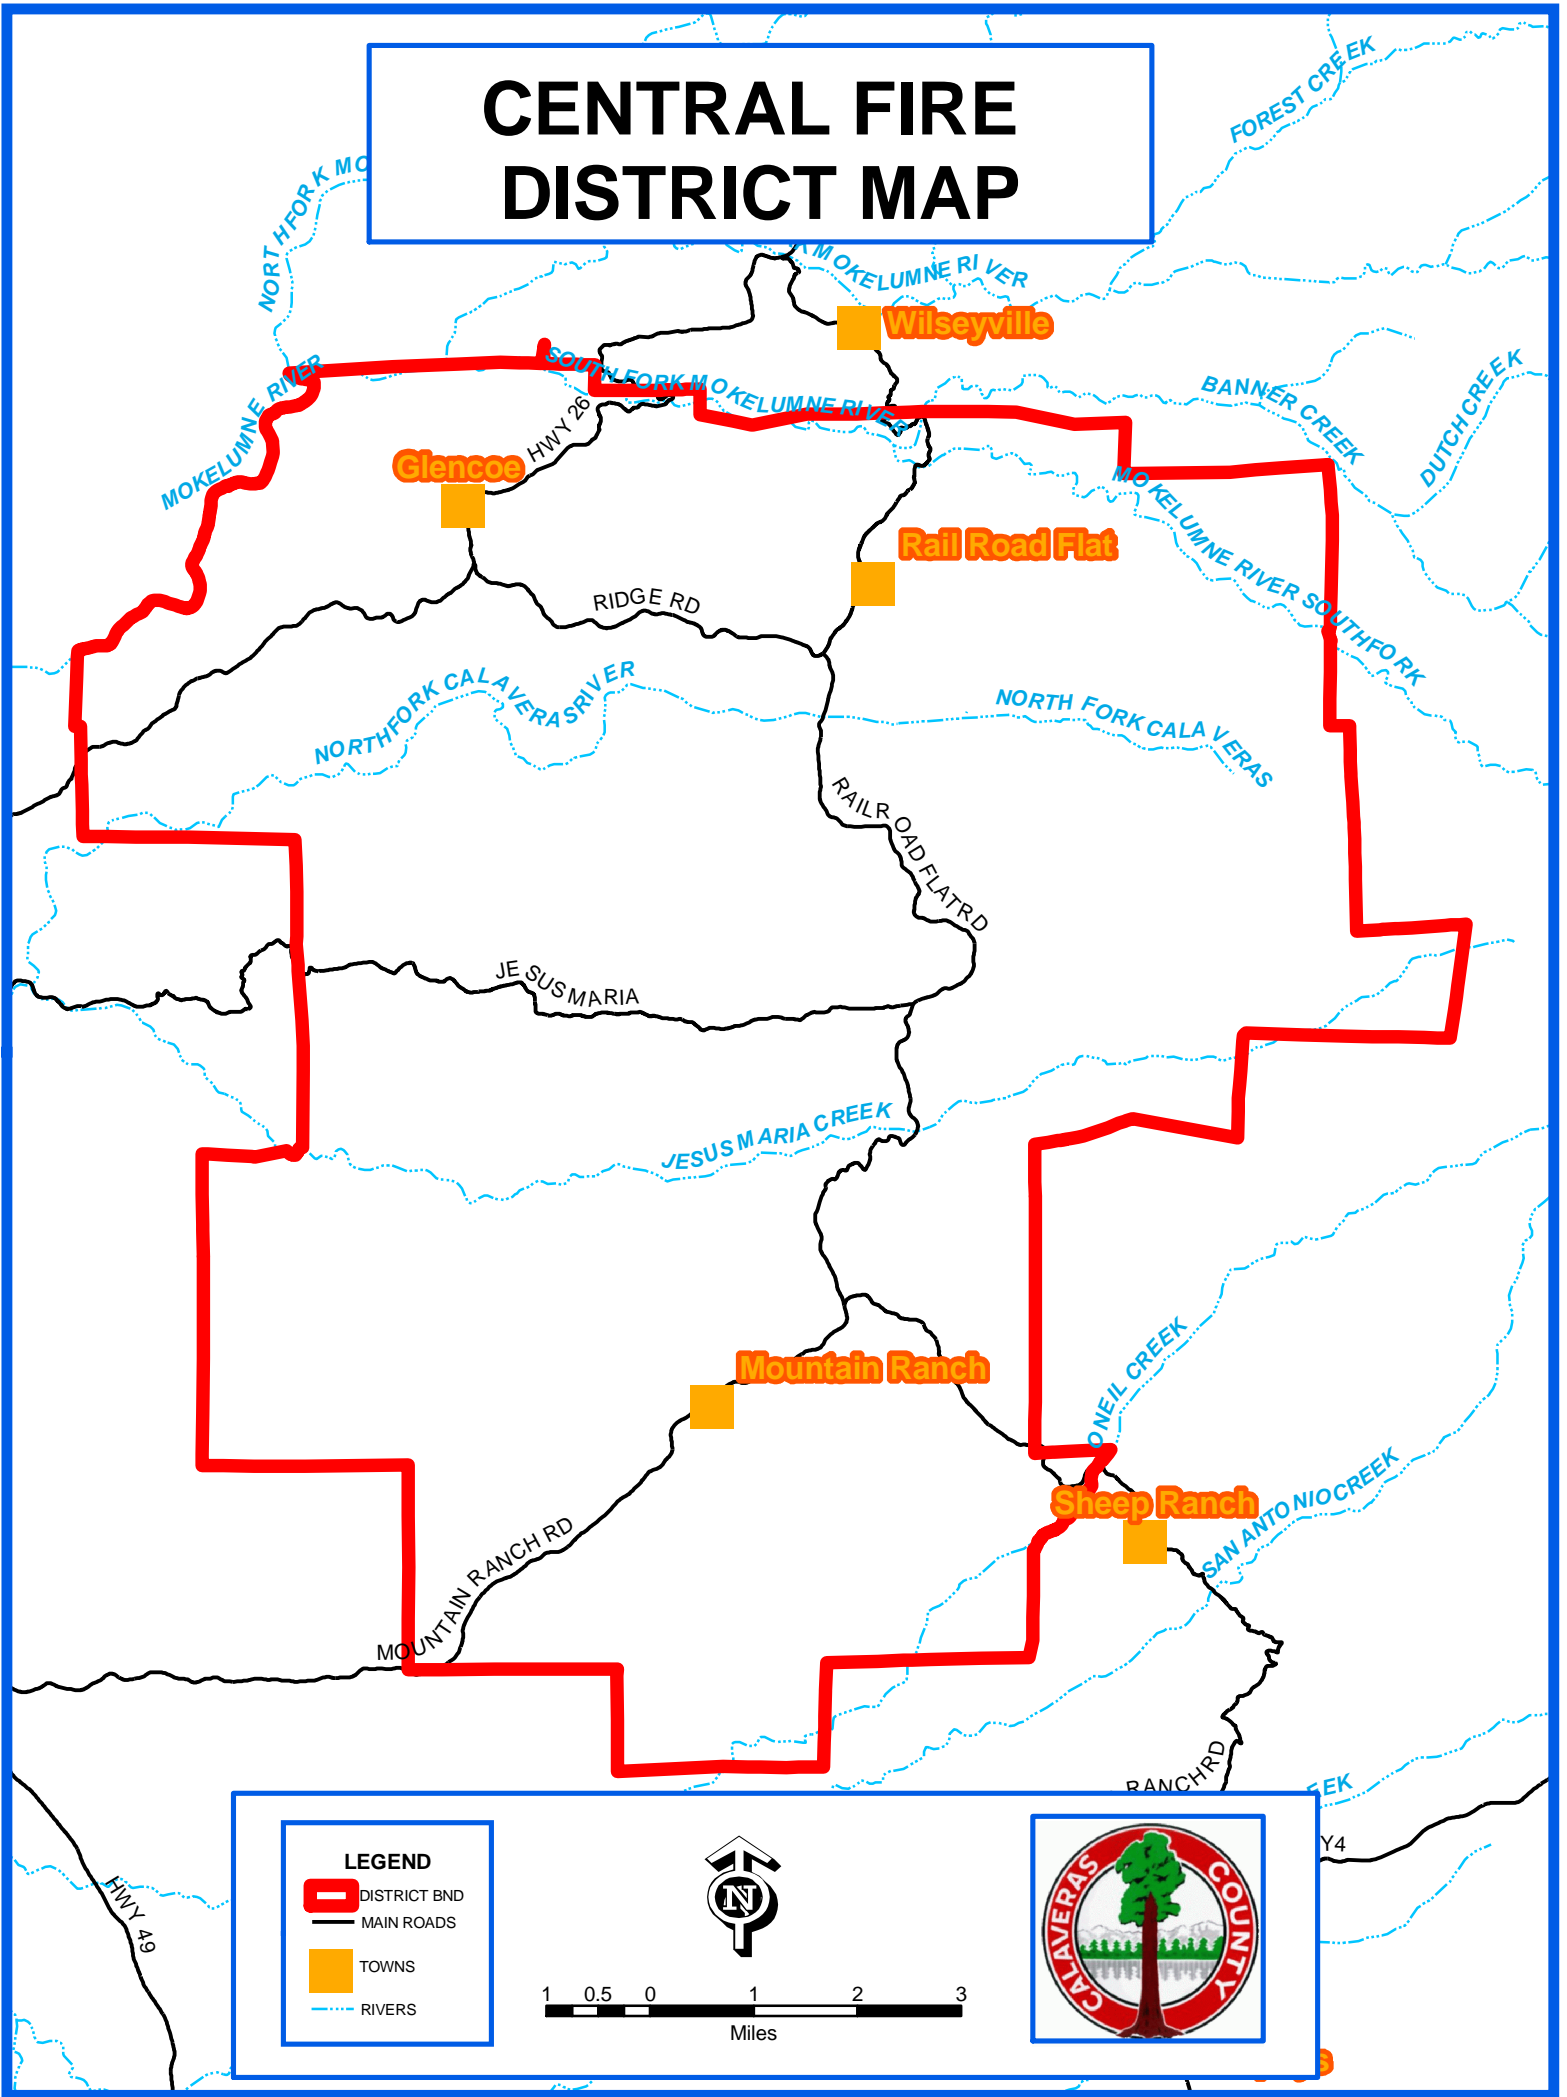 CENTRAL FIRE
DISTRICT MAP
FOREST CREEK
NORTH FORK MO
K MOKELUMNE RIVER
Wilseyville
MOKELUMNE RIVER
SOUTH FORK MOKELUMNE RIVER
BANNER CREEK
DUTCH CREEK
HWY 26
Glencoe
MOKELUMNE RIVER SOUTH FORK
Rail Road Flat
RIDGE RD
NORTH FORK CALAVERAS RIVER
NORTH FORK CALAVERAS
RAILROAD FLAT RD
JESUS MARIA
JESUS MARIA CREEK
Mountain Ranch
ONEIL CREEK
Sheep Ranch
SAN ANTONIO CREEK
MOUNTAIN RANCH RD
RANCH RD
EEK
Y 4
HWY 49
LEGEND
DISTRICT BND
MAIN ROADS
TOWNS
RIVERS
N
1 0.5 0 1 2 3
Miles
CALAVERAS COUNTY
s